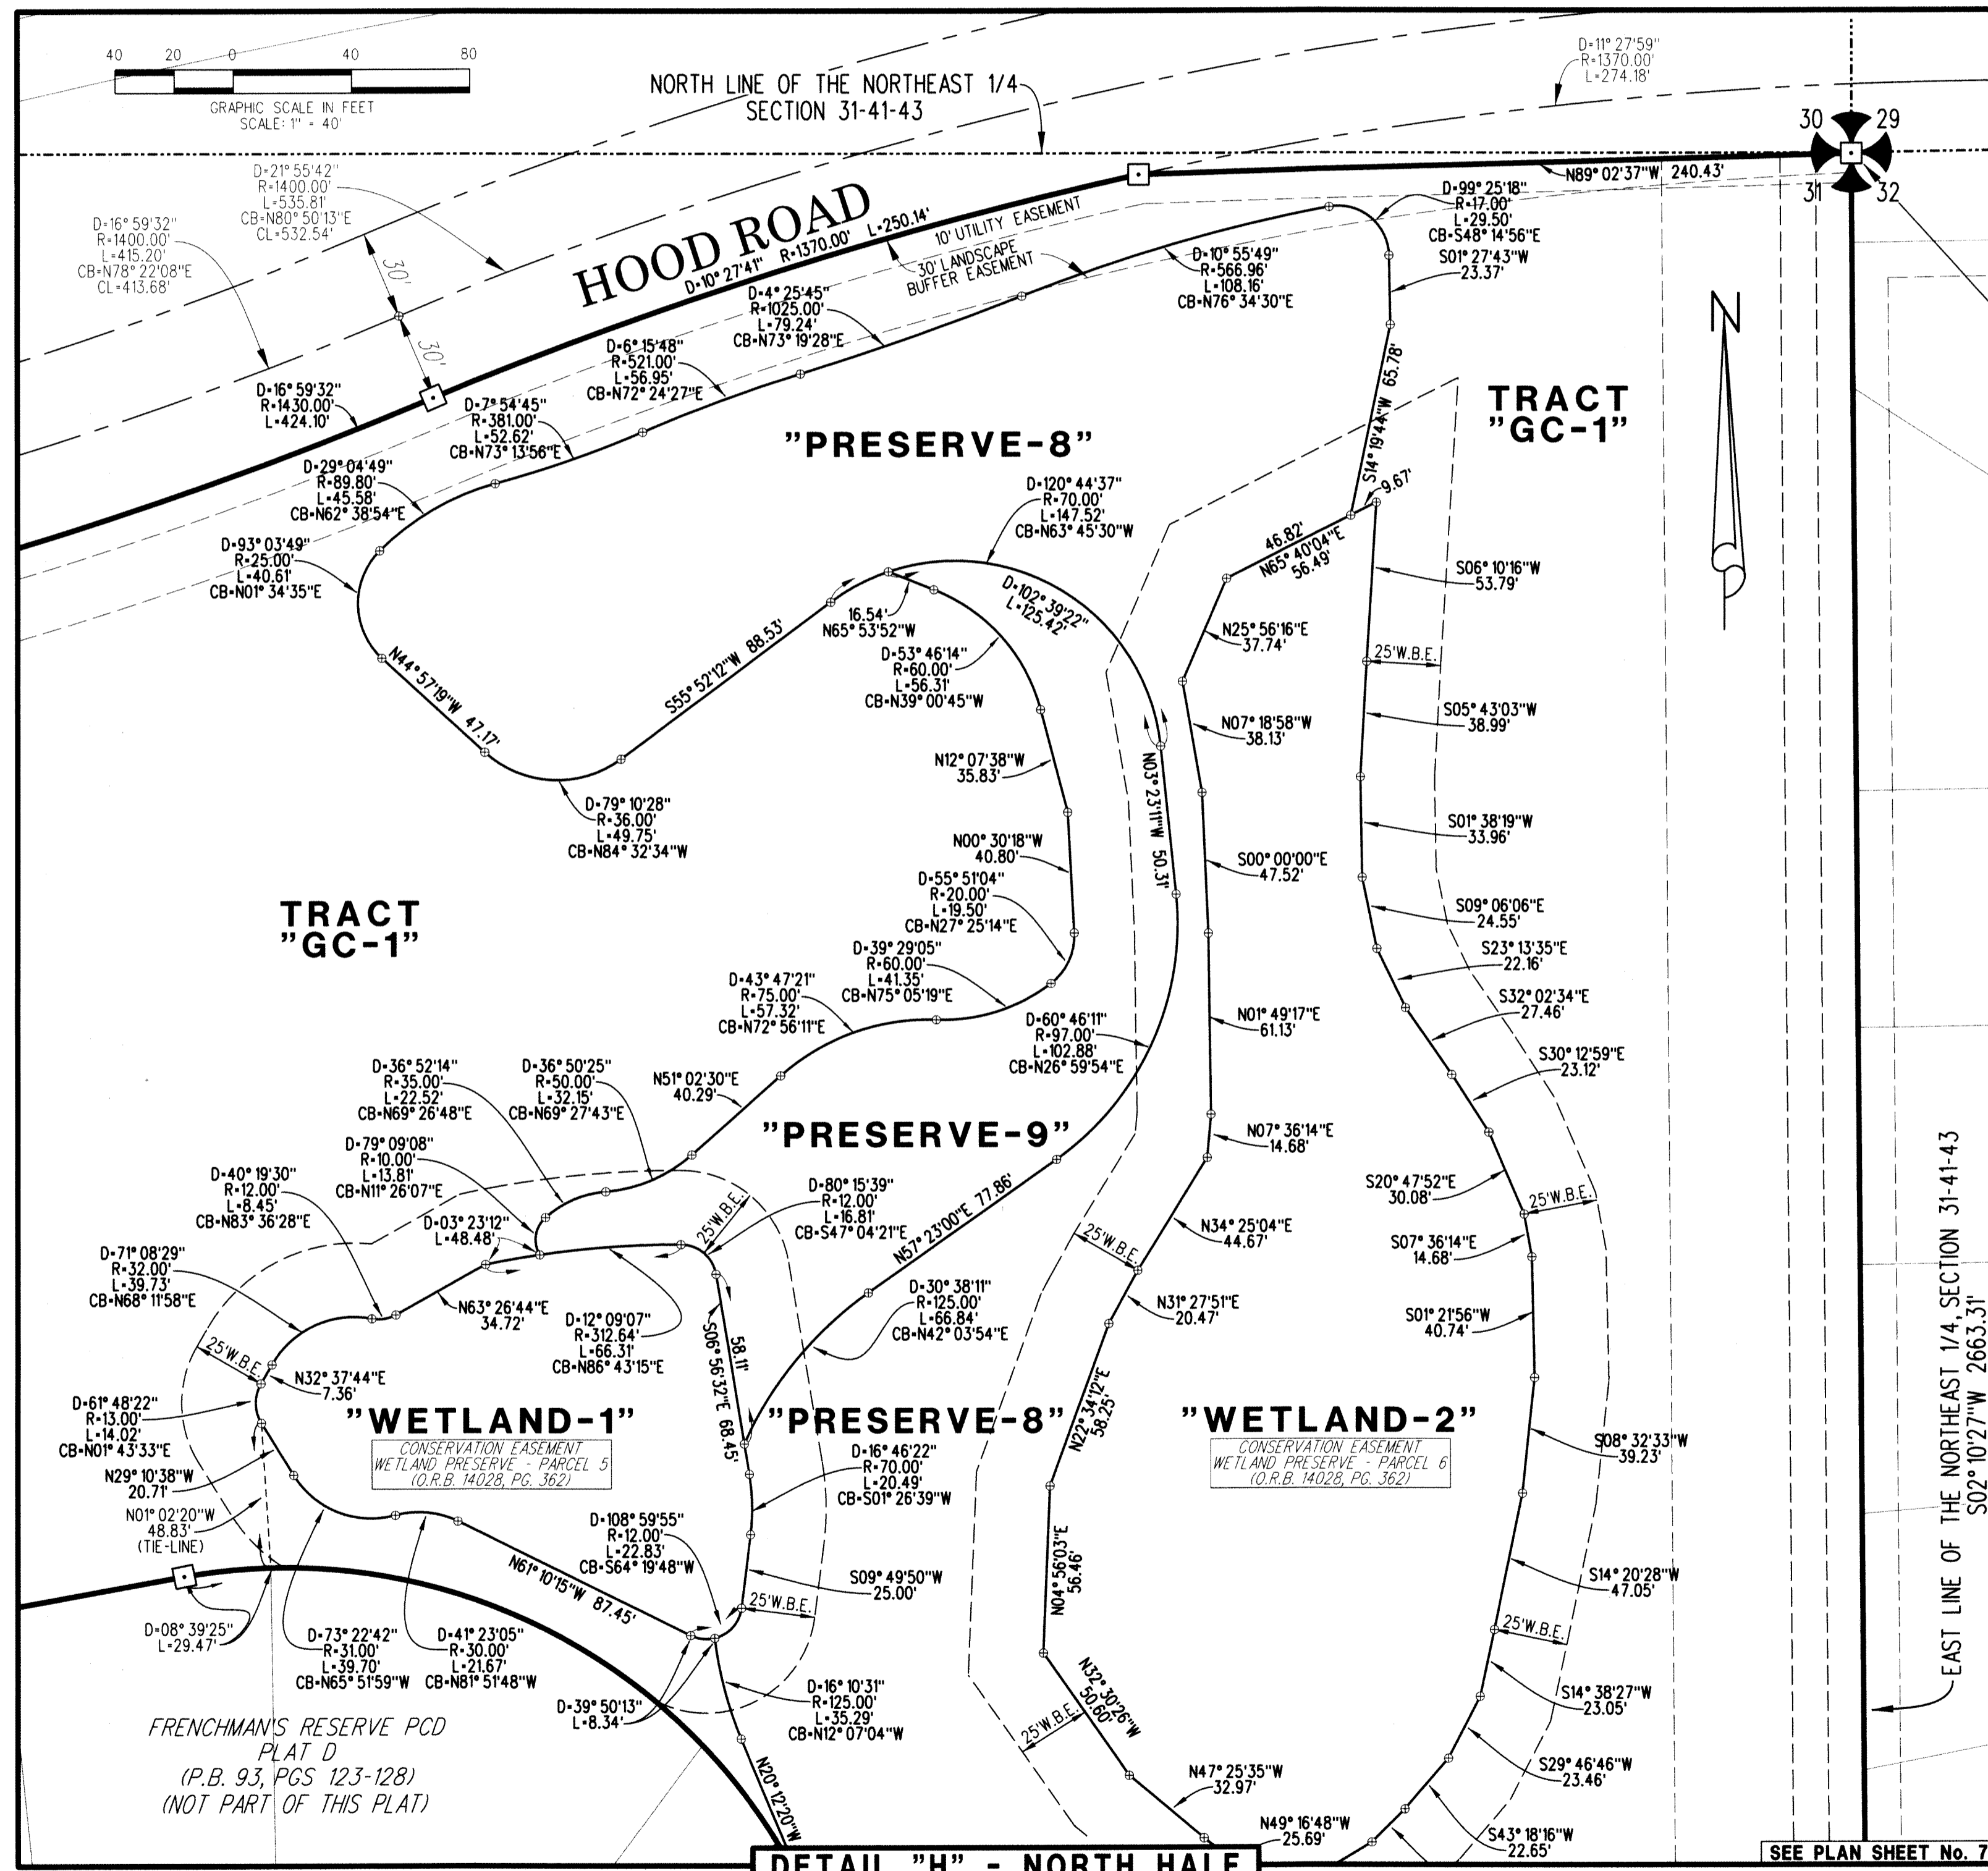 40 20 0 40 80
GRAPHIC SCALE IN FEET
SCALE: 1" = 40'
NORTH LINE OF THE NORTHEAST 1/4
SECTION 31-41-43
D=11° 27'59"
R=1370.00'
L=274.18'
30 29
31 32
N89° 02'37"W 240.43'
D=21° 55'42"
R=1400.00'
L=535.81'
CB=N80° 50'13"E
CL=532.54'
D=16° 59'32"
R=1400.00'
L=415.20'
CB=N78° 22'08"E
CL=413.68'
30'
30'
HOOD ROAD
D=10° 27'41" R=1370.00' L=250.14'
10' UTILITY EASEMENT
30' LANDSCAPE
BUFFER EASEMENT
D=99° 25'18"
R=17.00'
L=29.50'
CB=S48° 14'56"E
S01° 27'43"W
23.37'
D=10° 55'49"
R=566.96'
L=108.16'
CB=N76° 34'30"E
D=4° 25'45"
R=1025.00'
L=79.24'
CB=N73° 19'28"E
D=6° 15'48"
R=521.00'
L=56.95'
CB=N72° 24'27"E
D=16° 59'32"
R=1430.00'
L=424.10'
D=7° 54'45"
R=381.00'
L=52.62'
CB=N73° 13'56"E
D=29° 04'49"
R=89.80'
L=45.58'
CB=N62° 38'54"E
D=93° 03'49"
R=25.00'
L=40.61'
CB=N01° 34'35"E
"PRESERVE-8"
TRACT
"GC-1"
N
S14° 19'44"W 65.78'
9.67'
46.82'
N65° 40'04"E
56.49'
D=120° 44'37"
R=70.00'
L=147.52'
CB=N63° 45'30"W
D=102° 39'22"
L=125.42'
16.54'
N65° 53'52"W
D=53° 46'14"
R=60.00'
L=56.31'
CB=N39° 00'45"W
S55° 52'12"W 88.53'
N44° 57'19"W 47.17'
D=79° 10'28"
R=36.00'
L=49.75'
CB=N84° 32'34"W
N12° 07'38"W
35.83'
N00° 30'18"W
40.80'
N03° 23'11"W 50.31'
N25° 56'16"E
37.74'
N07° 18'58"W
38.13'
S00° 00'00"E
47.52'
N01° 49'17"E
61.13'
N07° 36'14"E
14.68'
S06° 10'16"W
53.79'
25'W.B.E.
S05° 43'03"W
38.99'
S01° 38'19"W
33.96'
S09° 06'06"E
24.55'
S23° 13'35"E
22.16'
S32° 02'34"E
27.46'
S30° 12'59"E
23.12'
TRACT
"GC-1"
D=55° 51'04"
R=20.00'
L=19.50'
CB=N27° 25'14"E
D=39° 29'05"
R=60.00'
L=41.35'
CB=N75° 05'19"E
D=43° 47'21"
R=75.00'
L=57.32'
CB=N72° 56'11"E
D=60° 46'11"
R=97.00'
L=102.88'
CB=N26° 59'54"E
N51° 02'30"E
40.29'
D=36° 50'25"
R=50.00'
L=32.15'
CB=N69° 27'43"E
D=36° 52'14"
R=35.00'
L=22.52'
CB=N69° 26'48"E
D=79° 09'08"
R=10.00'
L=13.81'
CB=N11° 26'07"E
"PRESERVE-9"
D=40° 19'30"
R=12.00'
L=8.45'
CB=N83° 36'28"E
D=03° 23'12"
L=48.48'
25'W.B.E.
D=80° 15'39"
R=12.00'
L=16.81'
CB=S47° 04'21"E
N57° 23'00"E 77.86'
D=71° 08'29"
R=32.00'
L=39.73'
CB=N68° 11'58"E
N63° 26'44"E
34.72'
D=12° 09'07"
R=312.64'
L=66.31'
CB=N86° 43'15"E
58.11'
S06° 56'32"E 68.45'
D=30° 38'11"
R=125.00'
L=66.84'
CB=N42° 03'54"E
25'W.B.E.
N34° 25'04"E
44.67'
N31° 27'51"E
20.47'
S20° 47'52"E
30.08'
25'W.B.E.
S07° 36'14"E
14.68'
S01° 21'56"W
40.74'
25'W.B.E.
N32° 37'44"E
7.36'
D=61° 48'22"
R=13.00'
L=14.02'
CB=N01° 43'33"E
"WETLAND-1"
CONSERVATION EASEMENT
WETLAND PRESERVE - PARCEL 5
(O.R.B. 14028, PG. 362)
"PRESERVE-8"
"WETLAND-2"
CONSERVATION EASEMENT
WETLAND PRESERVE - PARCEL 6
(O.R.B. 14028, PG. 362)
N22° 34'12"E
58.25'
S08° 32'33"W
39.23'
N29° 10'38"W
20.71'
N01° 02'20"W
48.83'
(TIE-LINE)
D=16° 46'22"
R=70.00'
L=20.49'
CB=S01° 26'39"W
D=108° 59'55"
R=12.00'
L=22.83'
CB=S64° 19'48"W
N61° 10'15"W 87.45'
S09° 49'50"W
25.00'
25'W.B.E.
N04° 56'03"E
56.46'
S14° 20'28"W
47.05'
25'W.B.E.
D=08° 39'25"
L=29.47'
D=73° 22'42"
R=31.00'
L=39.70'
CB=N65° 51'59"W
D=41° 23'05"
R=30.00'
L=21.67'
CB=N81° 51'48"W
D=39° 50'13"
L=8.34'
D=16° 10'31"
R=125.00'
L=35.29'
CB=N12° 07'04"W
N32° 30'26"W
50.60'
25'W.B.E.
S14° 38'27"W
23.05'
S29° 46'46"W
23.46'
N47° 25'35"W
32.97'
N49° 16'48"W
25.69'
S43° 18'16"W
22.65'
N20° 12'20"W
FRENCHMAN'S RESERVE PCD
PLAT D
(P.B. 93, PGS 123-128)
(NOT PART OF THIS PLAT)
EAST LINE OF THE NORTHEAST 1/4, SECTION 31-41-43
S02° 10'27"W 2663.31'
DETAIL "H" - NORTH HALF
SEE PLAN SHEET No. 7